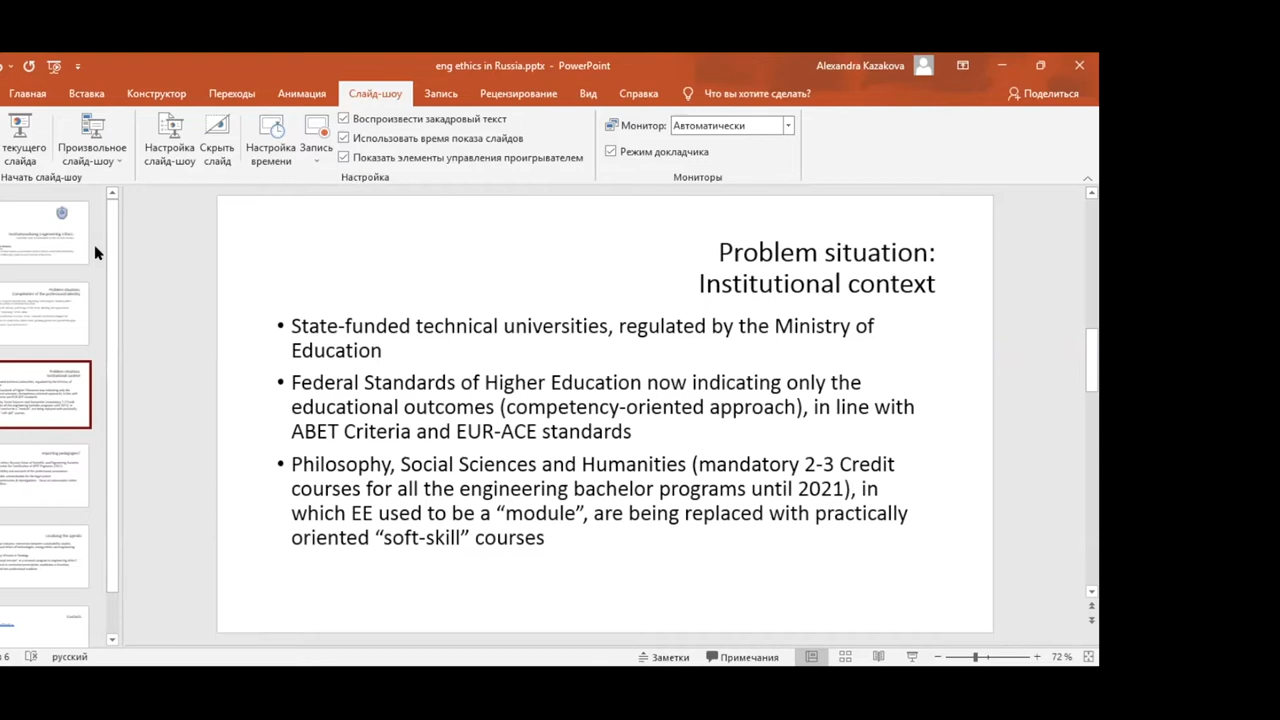 eng ethics in Russia.pptx - PowerPoint
Alexandra Kazakova
Главная Вставка Конструктор Переходы Анимация Слайд-шоу Запись Рецензирование Вид Справка Что вы хотите сделать? Поделиться
текущего слайда
Произвольное слайд-шоу
Настройка слайд-шоу
Скрыть слайд
Настройка времени
Запись
Воспроизвести закадровый текст
Использовать время показа слайдов
Показать элементы управления проигрывателем
Монитор: Автоматически
Режим докладчика
Начать слайд-шоу
Настройка
Мониторы
Problem situation:
Institutional context
• State-funded technical universities, regulated by the Ministry of
Education
• Federal Standards of Higher Education now indicating only the
educational outcomes (competency-oriented approach), in line with
ABET Criteria and EUR-ACE standards
• Philosophy, Social Sciences and Humanities (mandatory 2-3 Credit
courses for all the engineering bachelor programs until 2021), in
which EE used to be a “module”, are being replaced with practically
oriented “soft-skill” courses
6 русский Заметки Примечания 72 %